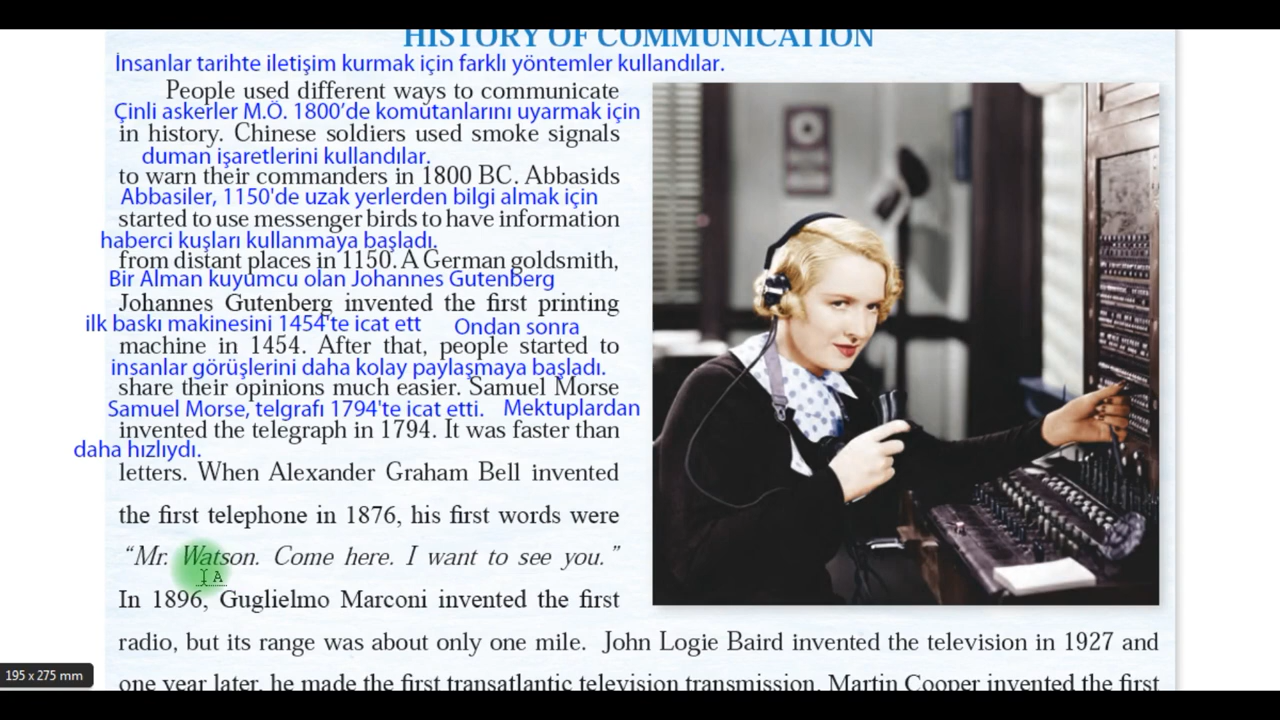 HISTORY OF COMMUNICATION
İnsanlar tarihte iletişim kurmak için farklı yöntemler kullandılar.
People used different ways to communicate
Çinli askerler M.Ö. 1800’de komutanlarını uyarmak için
in history. Chinese soldiers used smoke signals
duman işaretlerini kullandılar.
to warn their commanders in 1800 BC. Abbasids
Abbasiler, 1150'de uzak yerlerden bilgi almak için
started to use messenger birds to have information
haberci kuşları kullanmaya başladı.
from distant places in 1150. A German goldsmith,
Bir Alman kuyumcu olan Johannes Gutenberg
Johannes Gutenberg invented the first printing
ilk baskı makinesini 1454'te icat ett Ondan sonra
machine in 1454. After that, people started to
insanlar görüşlerini daha kolay paylaşmaya başladı.
share their opinions much easier. Samuel Morse
Samuel Morse, telgrafı 1794'te icat etti. Mektuplardan
invented the telegraph in 1794. It was faster than
daha hızlıydı.
letters. When Alexander Graham Bell invented
the first telephone in 1876, his first words were
“Mr. Watson. Come here. I want to see you.”
In 1896, Guglielmo Marconi invented the first
radio, but its range was about only one mile. John Logie Baird invented the television in 1927 and
one year later, he made the first transatlantic television transmission. Martin Cooper invented the first
195 x 275 mm